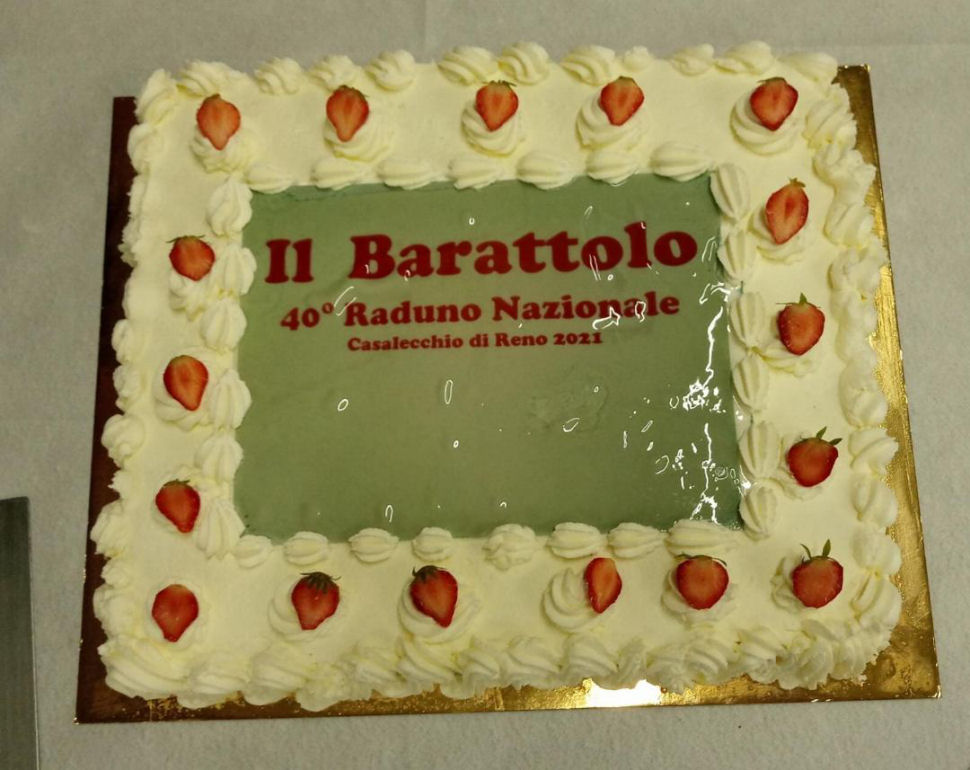 Il Barattolo
40° Raduno Nazionale
Casalecchio di Reno 2021